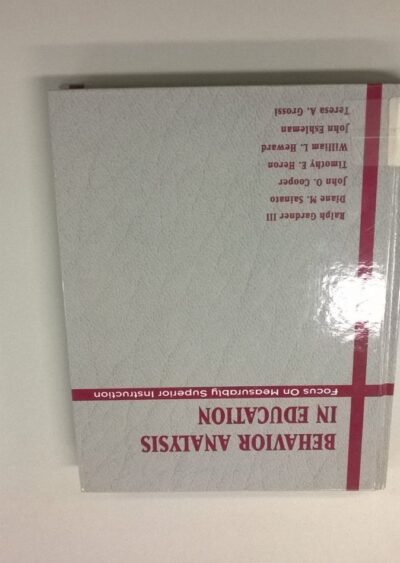 BEHAVIOR ANALYSIS
IN EDUCATION
Focus On Measurably Superior Instruction
Ralph Gardner III
Diane M. Sainato
John O. Cooper
Timothy E. Heron
William L. Heward
John Eshleman
Teresa A. Grossi